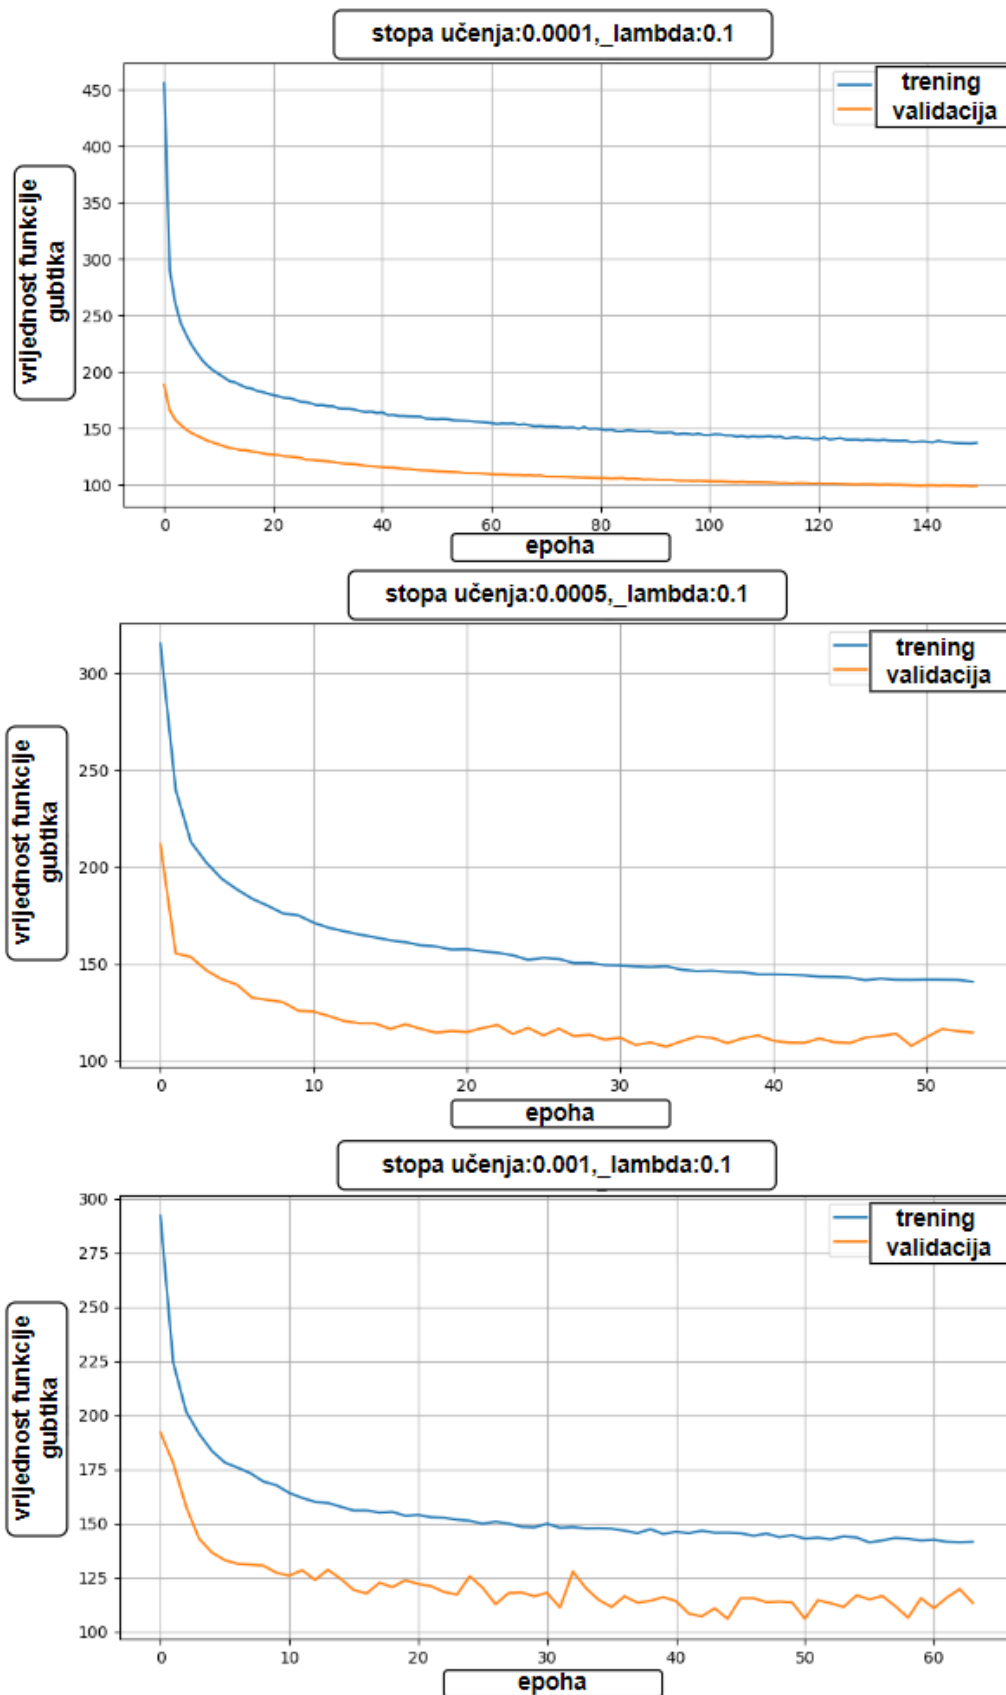 stopa učenja:0.0001,_lambda:0.1
trening
validacija
vrijednost funkcije
gubtika
450
400
350
300
250
200
150
100
0 20 40 60 80 100 120 140
epoha
stopa učenja:0.0005,_lambda:0.1
trening
validacija
vrijednost funkcije
gubtika
300
250
200
150
100
0 10 20 30 40 50
epoha
stopa učenja:0.001,_lambda:0.1
trening
validacija
vrijednost funkcije
gubtika
300
275
250
225
200
175
150
125
100
0 10 20 30 40 50 60
epoha